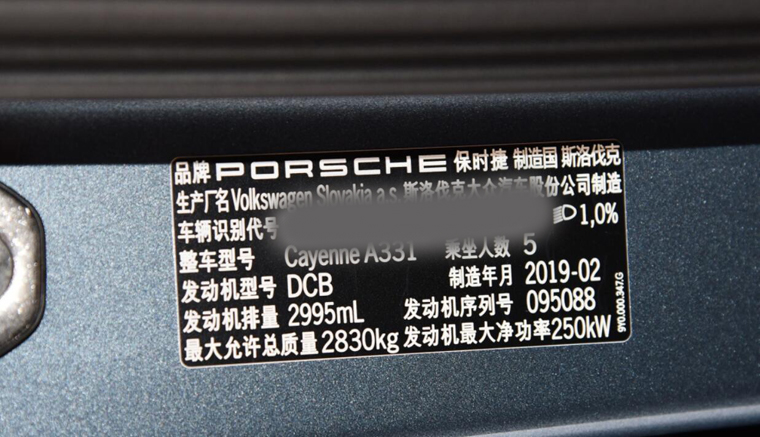 品牌 PORSCHE 保时捷 制造国 斯洛伐克
生产厂名 Volkswagen Slovakia a.s. 斯洛伐克大众汽车股份公司制造
车辆识别代号 1,0%
整车型号 Cayenne A331 乘坐人数 5
发动机型号 DCB 制造年月 2019-02
发动机排量 2995mL 发动机序列号 095088
最大允许总质量 2830kg 发动机最大净功率 250kW
9Y0.000.347.G